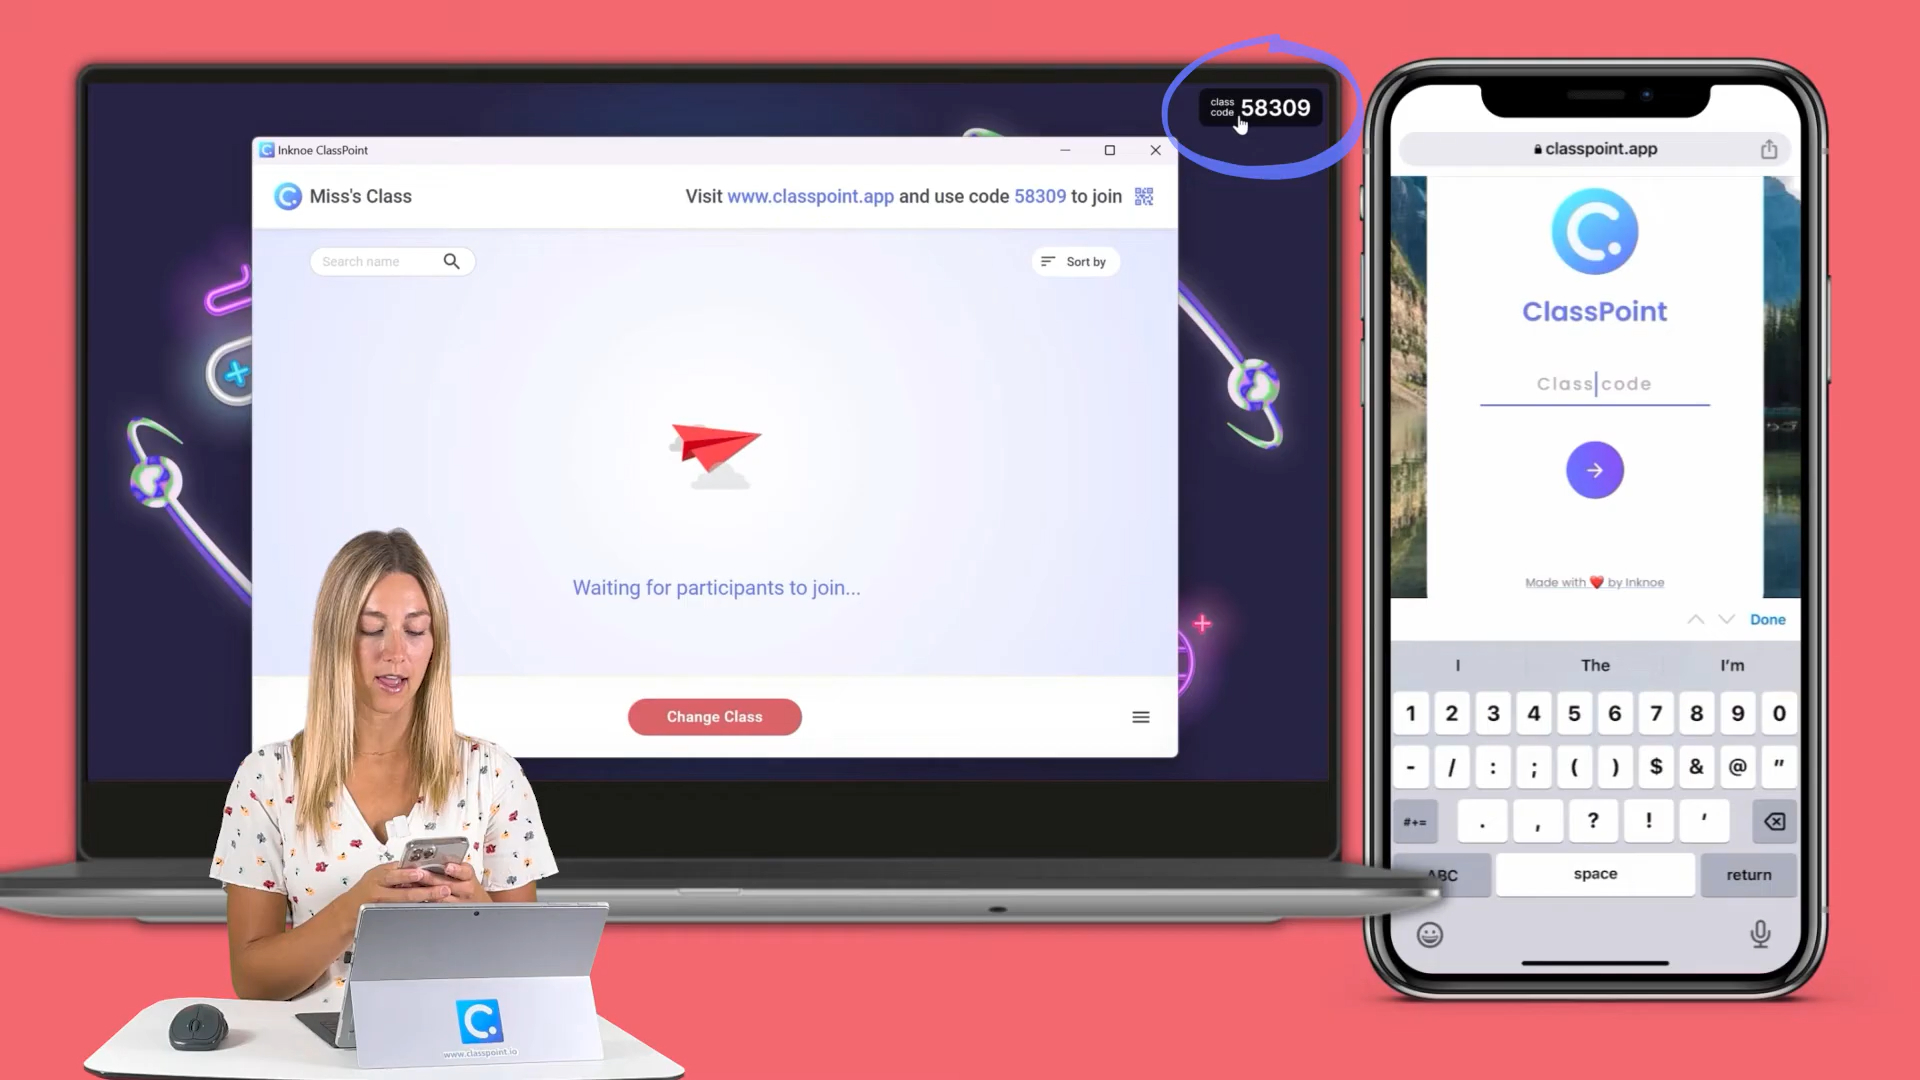 class
code 58309
Inknoe ClassPoint
Miss's Class
Visit www.classpoint.app and use code 58309 to join
Search name
Sort by
Waiting for participants to join...
Change Class
www.classpoint.io
classpoint.app
ClassPoint
Class code
Made with ❤️ by Inknoe
Done
I The I'm
1 2 3 4 5 6 7 8 9 0
- / : ; ( ) $ & @ "
#+= . , ? ! '
ABC space return